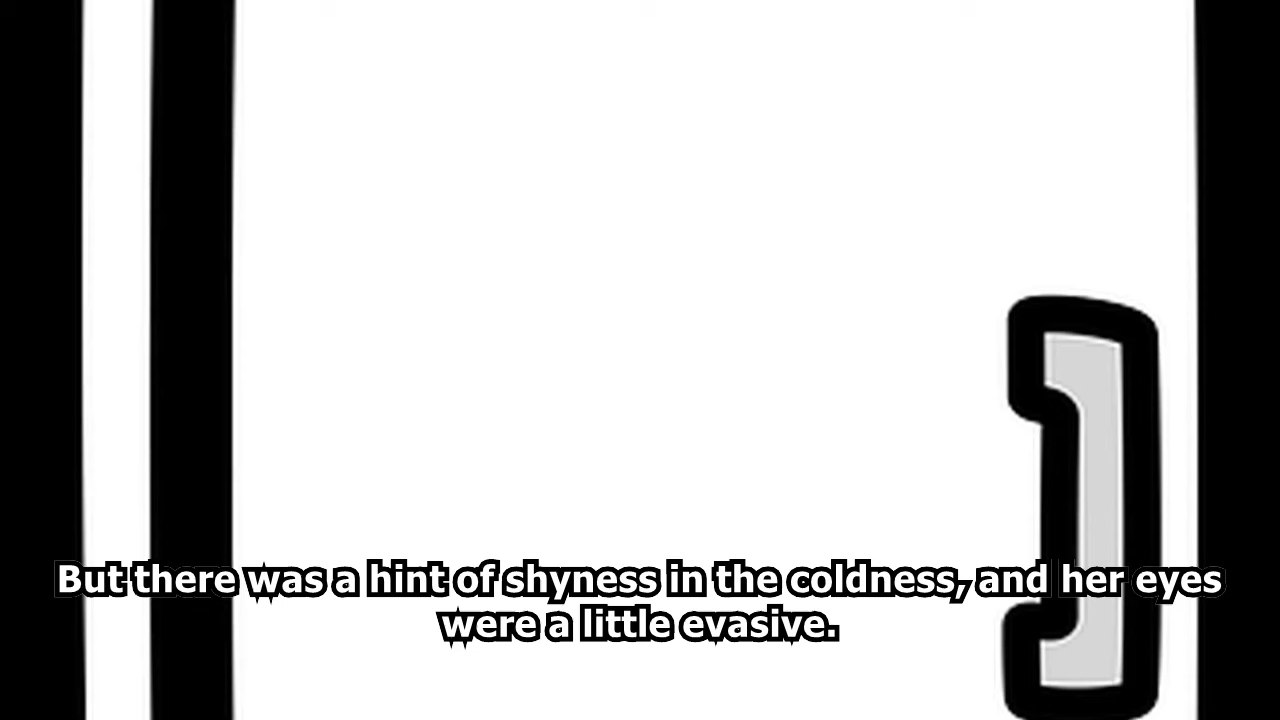 But there was a hint of shyness in the coldness, and her eyes
were a little evasive.